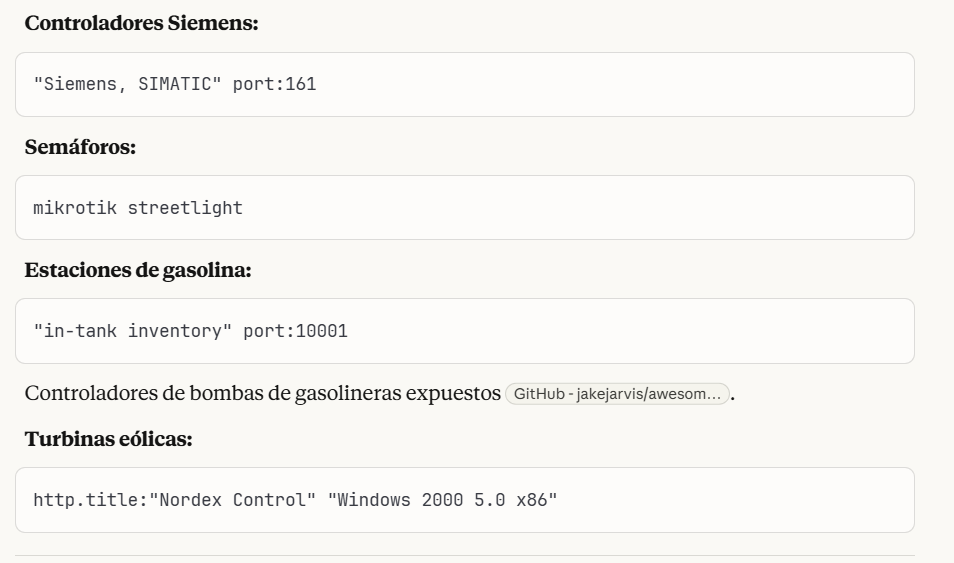 Controladores Siemens:
"Siemens, SIMATIC" port:161
Semáforos:
mikrotik streetlight
Estaciones de gasolina:
"in-tank inventory" port:10001
Controladores de bombas de gasolineras expuestos GitHub - jakejarvis/awesom... .
Turbinas eólicas:
http.title:"Nordex Control" "Windows 2000 5.0 x86"